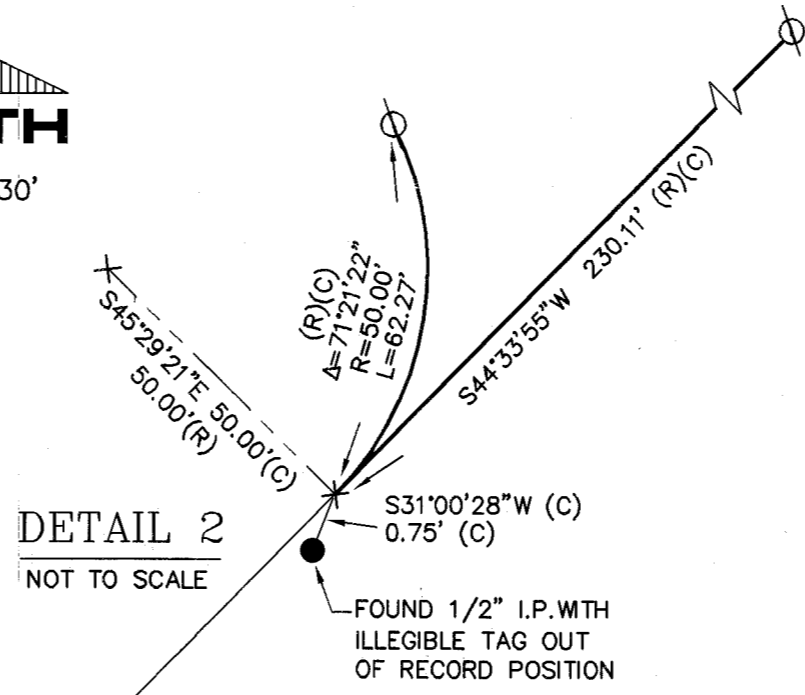 TH
30'
(R)(C)
Δ=71°21'22"
R=50.00'
L=62.27'
S44°33'55"W 230.11' (R)(C)
S45°29'21"E 50.00'(C)
50.00'(R)
S31°00'28"W (C)
0.75' (C)
DETAIL 2
NOT TO SCALE
FOUND 1/2" I.P. WITH
ILLEGIBLE TAG OUT
OF RECORD POSITION